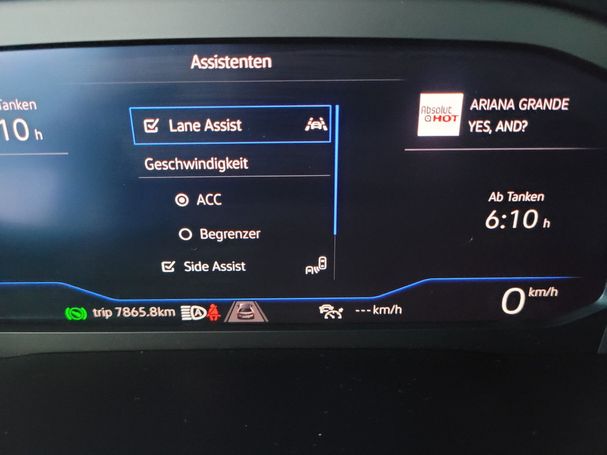 Assistenten
Tanken
10 h
Lane Assist
Geschwindigkeit
ACC
Begrenzer
Side Assist
Absolut
HOT
ARIANA GRANDE
YES, AND?
Ab Tanken
6:10 h
trip 7865.8km
A
--- km/h
0 km/h